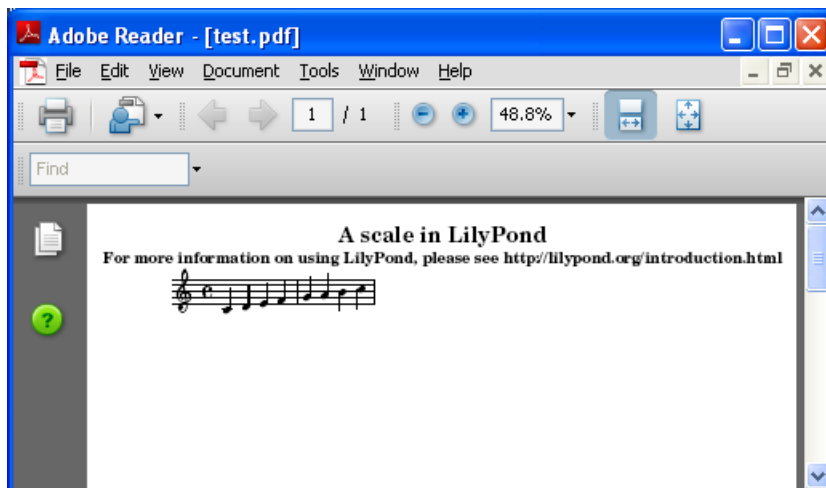 Adobe Reader - [test.pdf]
File Edit View Document Tools Window Help
1 / 1 48.8%
Find
A scale in LilyPond
For more information on using LilyPond, please see http://lilypond.org/introduction.html